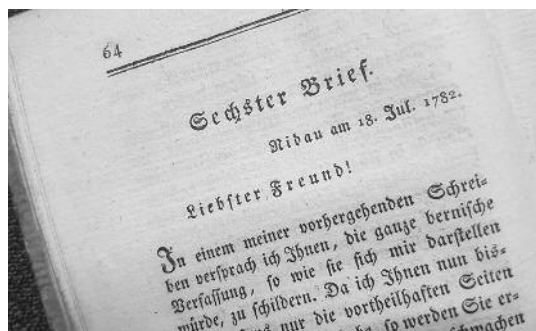 64
Sechster Brief.
Nidau am 18. Jul. 1782.
Liebster Freund!
In einem meiner vorhergehenden Schrei-
ben versprach ich Ihnen, die ganze bernische
Verfassung, so wie sie sich mir darstellen
würde, zu schildern. Da ich Ihnen nun bis-
nur die vortheilhaften Seiten
so werden Sie er-